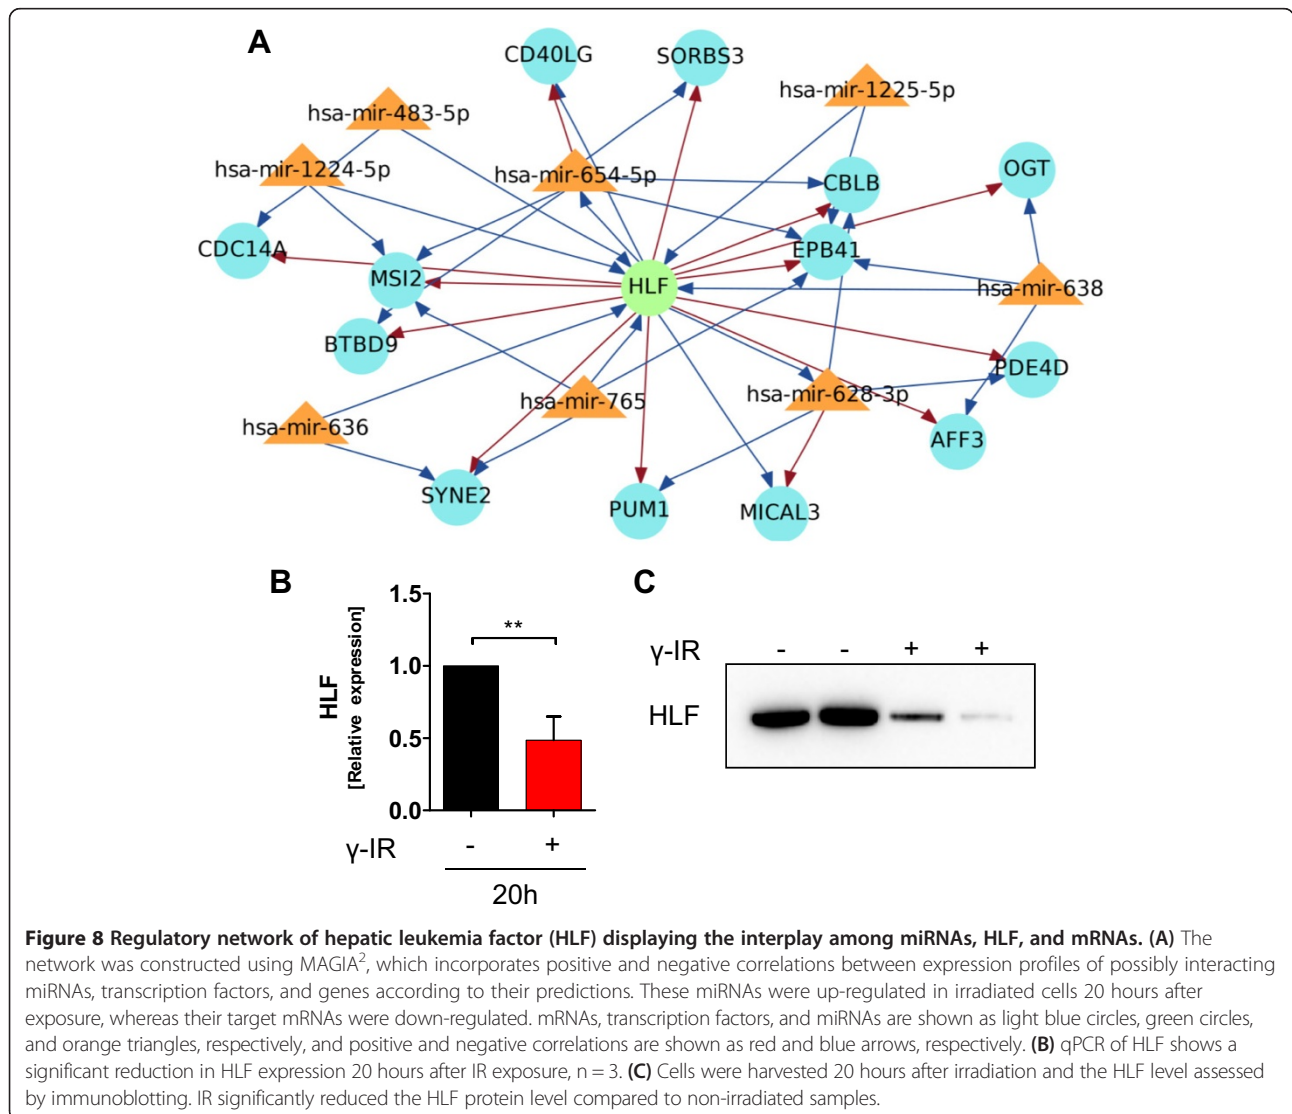 A
CD40LG
SORBS3
hsa-mir-1225-5p
hsa-mir-483-5p
hsa-mir-1224-5p
hsa-mir-654-5p
CBLB
OGT
CDC14A
MSI2
EPB41
HLF
hsa-mir-638
BTBD9
PDE4D
hsa-mir-765
hsa-mir-628-3p
hsa-mir-636
AFF3
SYNE2
PUM1
MICAL3
B
HLF
[Relative expression]
1.5
1.0
0.5
0.0
**
γ-IR - +
20h
C
γ-IR - - + +
HLF
Figure 8 Regulatory network of hepatic leukemia factor (HLF) displaying the interplay among miRNAs, HLF, and mRNAs. (A) The
network was constructed using MAGIA², which incorporates positive and negative correlations between expression profiles of possibly interacting
miRNAs, transcription factors, and genes according to their predictions. These miRNAs were up-regulated in irradiated cells 20 hours after
exposure, whereas their target mRNAs were down-regulated. mRNAs, transcription factors, and miRNAs are shown as light blue circles, green circles,
and orange triangles, respectively, and positive and negative correlations are shown as red and blue arrows, respectively. (B) qPCR of HLF shows a
significant reduction in HLF expression 20 hours after IR exposure, n = 3. (C) Cells were harvested 20 hours after irradiation and the HLF level assessed
by immunoblotting. IR significantly reduced the HLF protein level compared to non-irradiated samples.